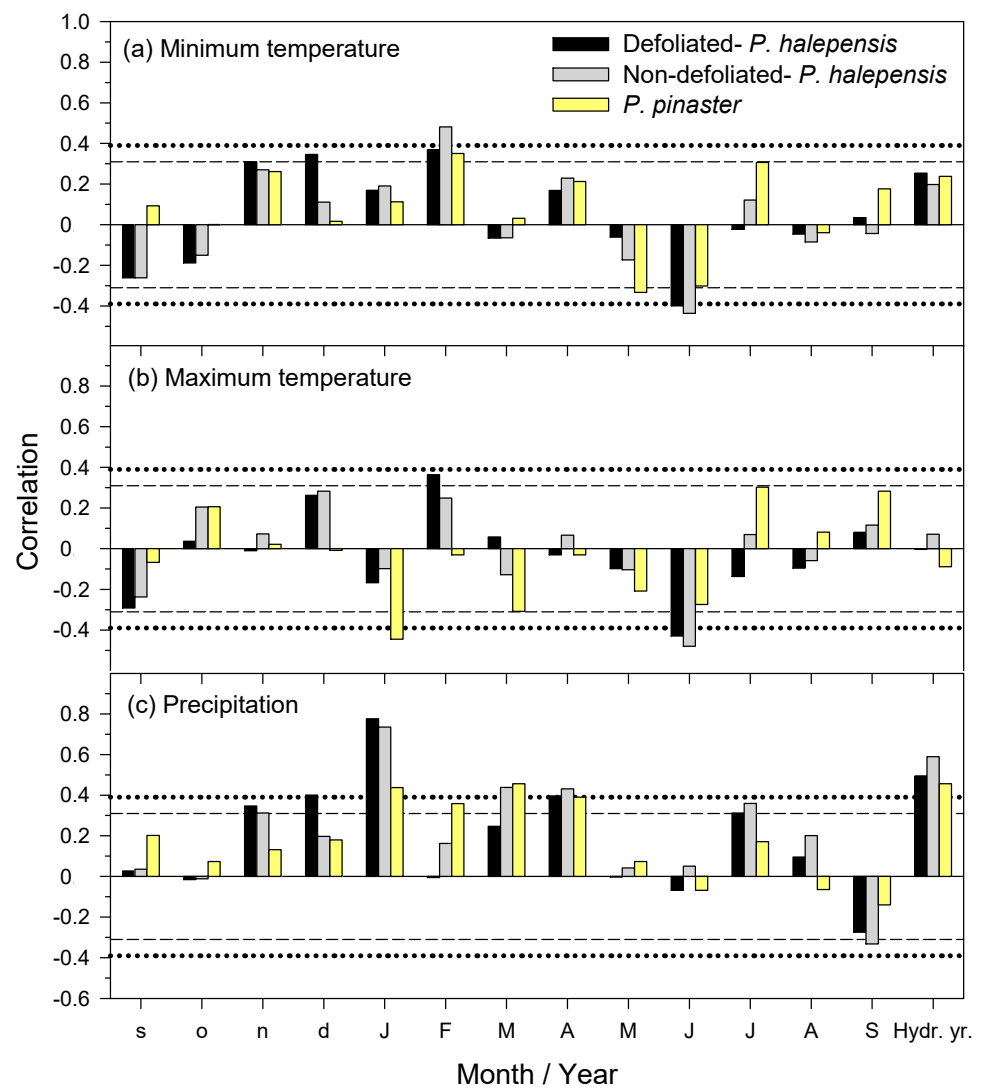 1.0
(a) Minimum temperature
Defoliated- P. halepensis
Non-defoliated- P. halepensis
P. pinaster
0.8
0.6
0.4
0.2
0
-0.2
-0.4
(b) Maximum temperature
0.8
0.6
0.4
0.2
0
-0.2
-0.4
Correlation
(c) Precipitation
0.8
0.6
0.4
0.2
0
-0.2
-0.4
-0.6
s o n d J F M A M J J A S Hydr. yr.
Month / Year